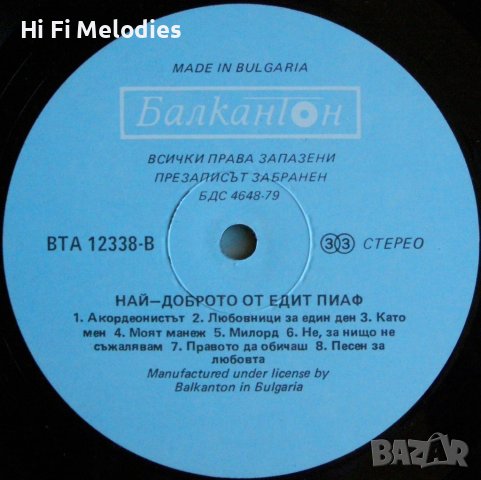 Hi Fi Melodies
MADE IN BULGARIA
Балкантон
ВСИЧКИ ПРАВА ЗАПАЗЕНИ
ПРЕЗАПИСЪТ ЗАБРАНЕН
БДС 4648-79
ВТА 12338-В
33 СТЕРЕО
НАЙ—ДОБРОТО ОТ ЕДИТ ПИАФ
1. Акордеонистът 2. Любовници за един ден 3. Като
мен 4. Моят манеж 5. Милорд 6. Не, за нищо не
съжалявам 7. Правото да обичаш 8. Песен за
любовта
Manufactured under license by
Balkanton in Bulgaria
BAZAR